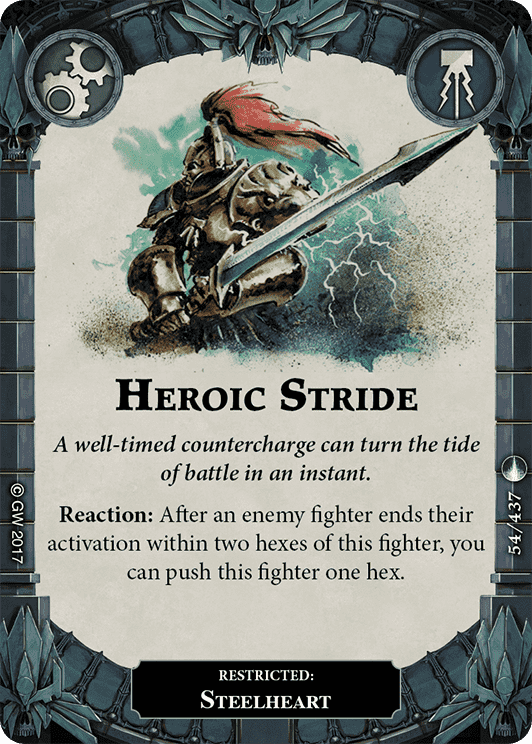 Heroic Stride
A well-timed countercharge can turn the tide
of battle in an instant.
Reaction: After an enemy fighter ends their
activation within two hexes of this fighter, you
can push this fighter one hex.
© GW 2017
54/437
RESTRICTED:
Steelheart